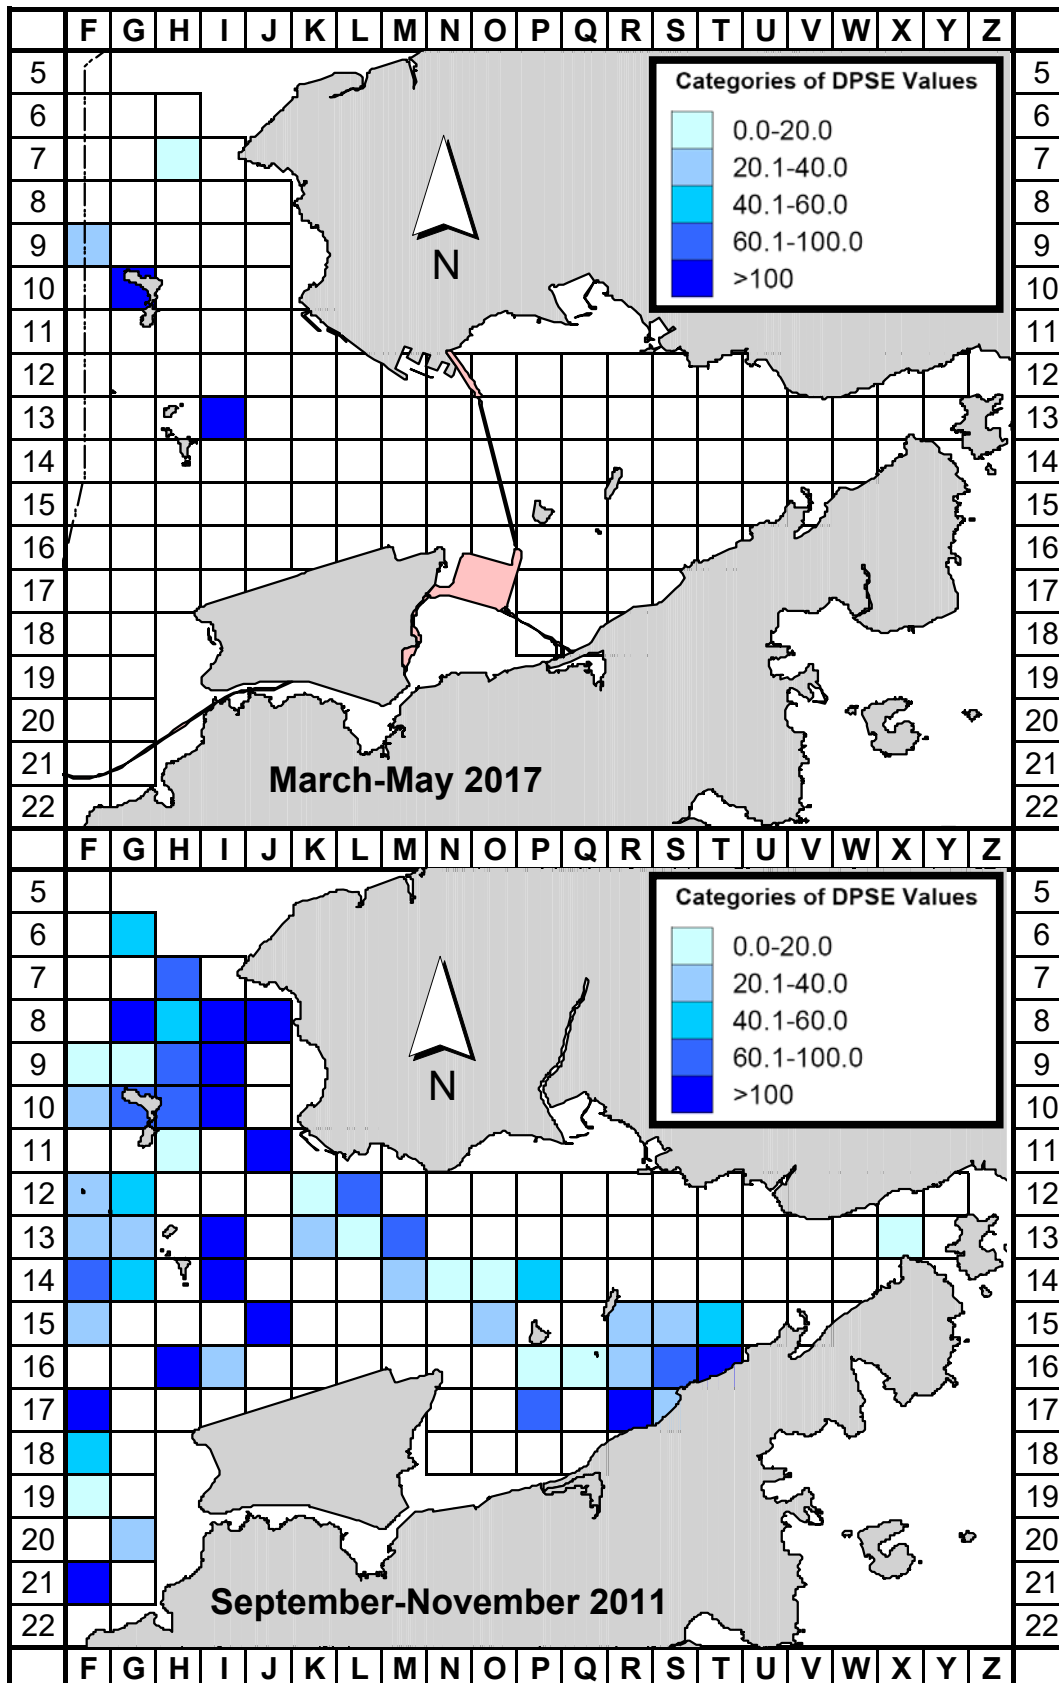 F G H I J K L M N O P Q R S T U V W X Y Z
5 5
Categories of DPSE Values
6 6
0.0-20.0
7 7
20.1-40.0
8 40.1-60.0 8
9 60.1-100.0 9
N
10 >100 10
11 11
12 12
13 13
14 14
15 15
16 16
17 17
18 18
19 19
20 20
21 21
March-May 2017
22 22
F G H I J K L M N O P Q R S T U V W X Y Z
5 5
Categories of DPSE Values
6 6
0.0-20.0
7 7
20.1-40.0
8 40.1-60.0 8
9 60.1-100.0 9
N
10 >100 10
11 11
12 12
13 13
14 14
15 15
16 16
17 17
18 18
19 19
20 20
21 21
September-November 2011
22 22
F G H I J K L M N O P Q R S T U V W X Y Z